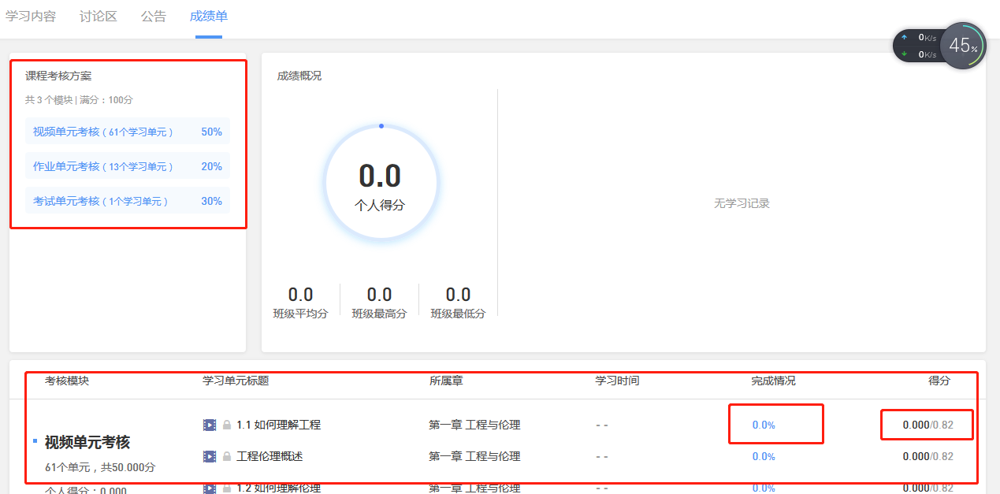 学习内容 讨论区 公告 成绩单
0K/s
0K/s
45%
课程考核方案
共 3 个模块 | 满分：100分
视频单元考核（61个学习单元） 50%
作业单元考核（13个学习单元） 20%
考试单元考核（1个学习单元） 30%
成绩概况
0.0
个人得分
0.0 0.0 0.0
班级平均分 班级最高分 班级最低分
无学习记录
考核模块 学习单元标题 所属章 学习时间 完成情况 得分
1.1 如何理解工程 第一章 工程与伦理 - - 0.0% 0.000/0.82
视频单元考核
工程伦理概述 第一章 工程与伦理 - - 0.0% 0.000/0.82
61个单元，共50.000分
1.2 如何理解伦理 第一章 工程与伦理 - - 0.0% 0.000/0.82
个人得分：0.000